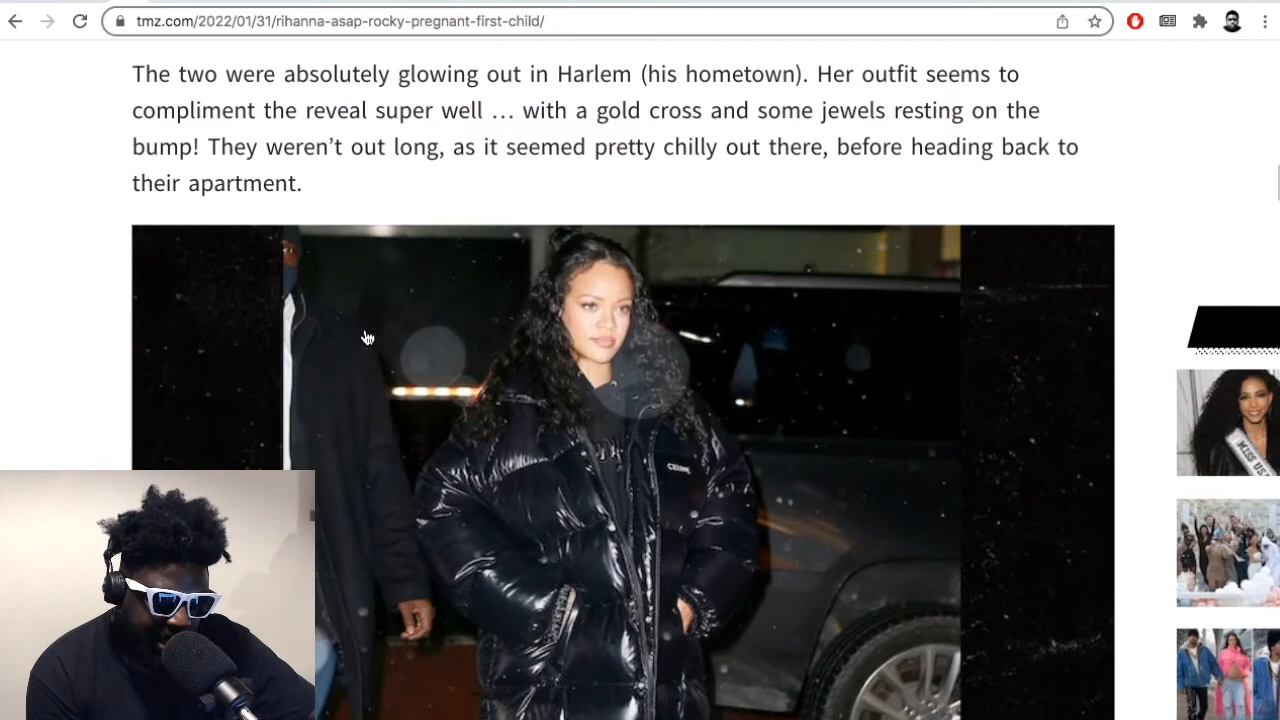 tmz.com/2022/01/31/rihanna-asap-rocky-pregnant-first-child/
The two were absolutely glowing out in Harlem (his hometown). Her outfit seems to
compliment the reveal super well … with a gold cross and some jewels resting on the
bump! They weren’t out long, as it seemed pretty chilly out there, before heading back to
their apartment.
CELINE
MISS US